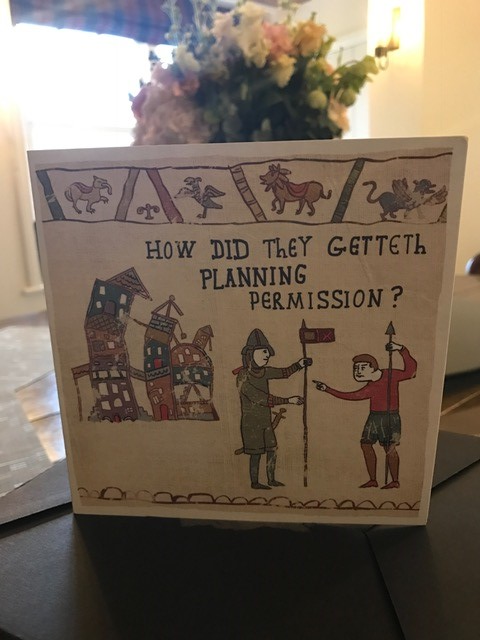 HOW DID THEY GETTETH
PLANNING
PERMISSION?